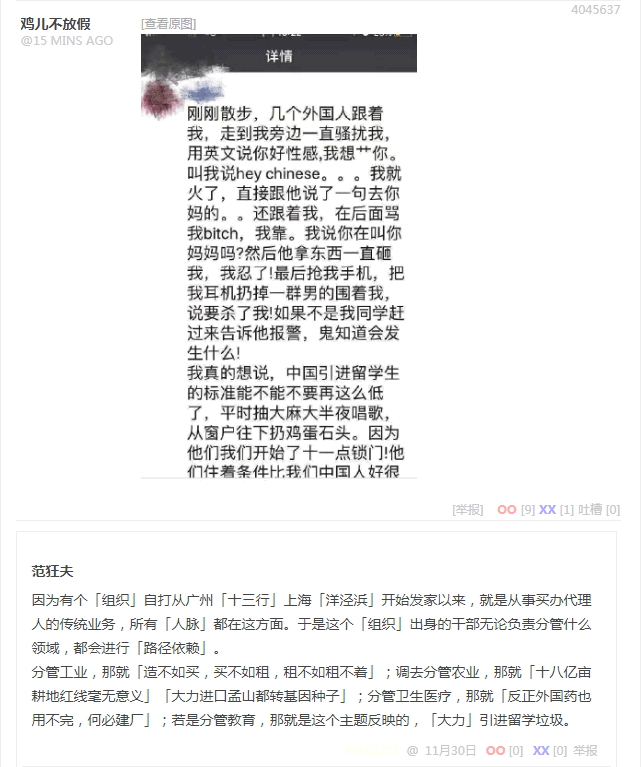 4045637
鸡儿不放假
[查看原图]
@15 MINS AGO
详情
刚刚散步，几个外国人跟着
我，走到我旁边一直骚扰我，
用英文说你好性感,我想艹你。
叫我说hey chinese。。。我就
火了，直接跟他说了一句去你
妈的。。还跟着我，在后面骂
我bitch，我靠。我说你在叫你
妈妈吗?然后他拿东西一直砸
我，我忍了!最后抢我手机，把
我耳机扔掉一群男的围着我，
说要杀了我!如果不是我同学赶
过来告诉他报警，鬼知道会发
生什么!
我真的想说，中国引进留学生
的标准能不能不要再这么低
了，平时抽大麻大半夜唱歌，
从窗户往下扔鸡蛋石头。因为
他们我们开始了十一点锁门!他
们住着条件比我们中国人好很
[举报] OO [9] XX [1] 吐槽 [0]
范狂夫
因为有个「组织」自打从广州「十三行」上海「洋泾浜」开始发家以来，就是从事买办代理
人的传统业务，所有「人脉」都在这方面。于是这个「组织」出身的干部无论负责分管什么
领域，都会进行「路径依赖」。
分管工业，那就「造不如买，买不如租，租不如租不着」；调去分管农业，那就「十八亿亩
耕地红线毫无意义」「大力进口孟山都转基因种子」；分管卫生医疗，那就「反正外国药也
用不完，何必建厂」；若是分管教育，那就是这个主题反映的，「大力」引进留学垃圾。
@ 11月30日 OO [0] XX [0] 举报